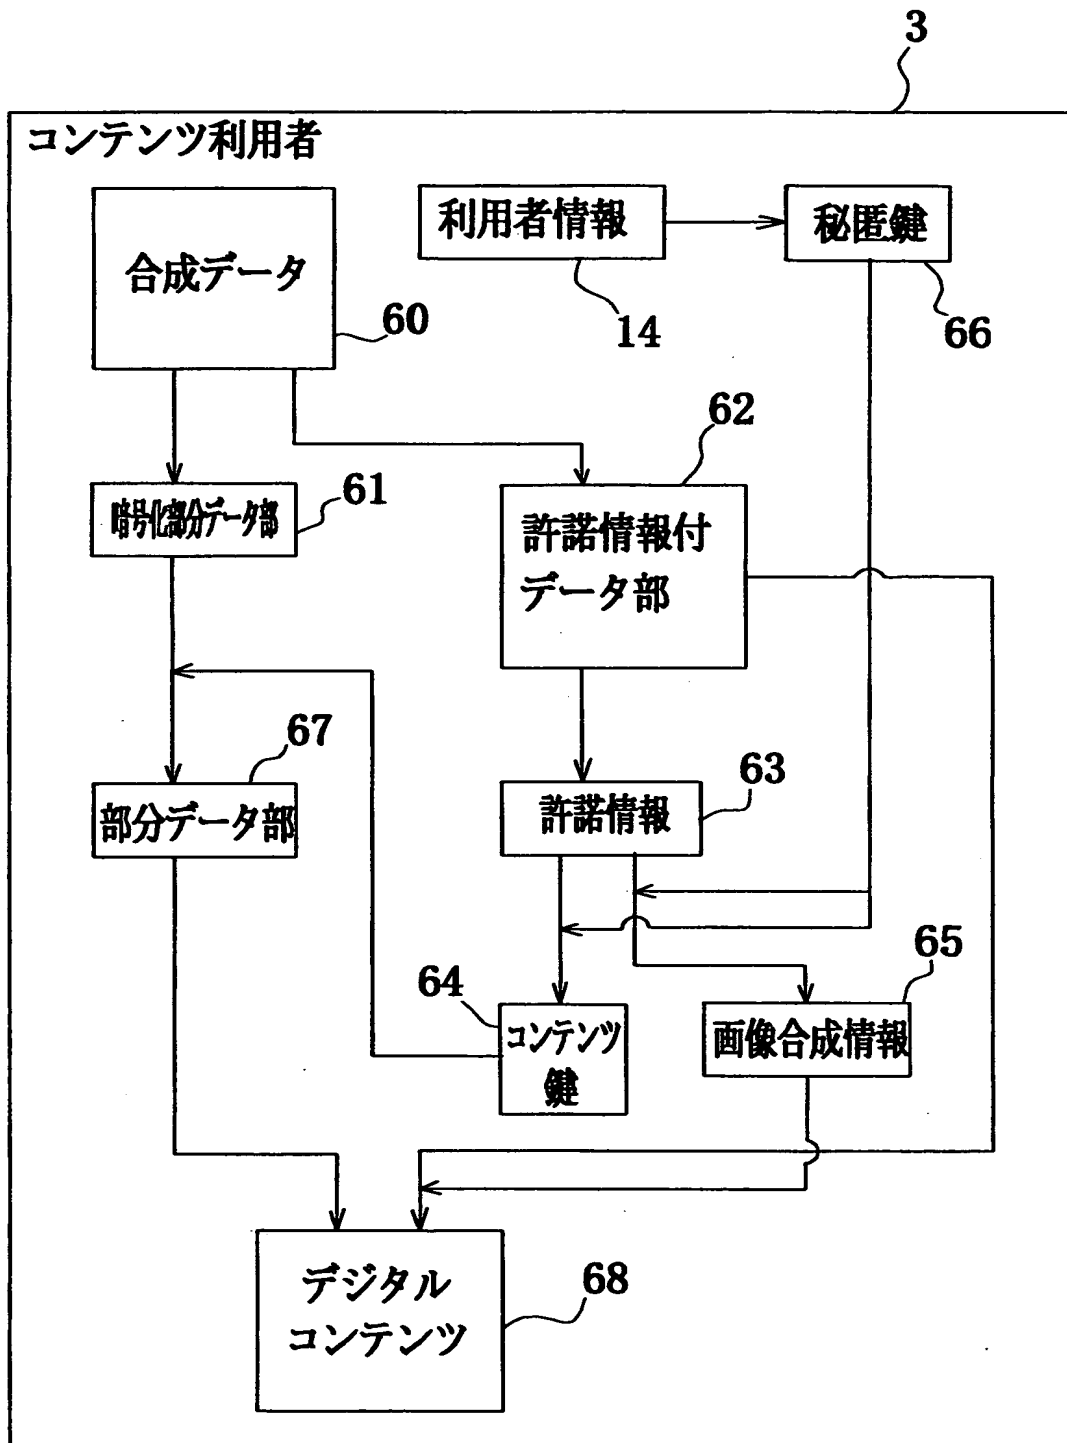 3
コンテンツ利用者
利用者情報
秘匿鍵
合成データ
60
14
66
62
61
暗号化部分データ部
許諾情報付
データ部
67
63
部分データ部
許諾情報
65
64
コンテンツ
鍵
画像合成情報
デジタル
コンテンツ
68